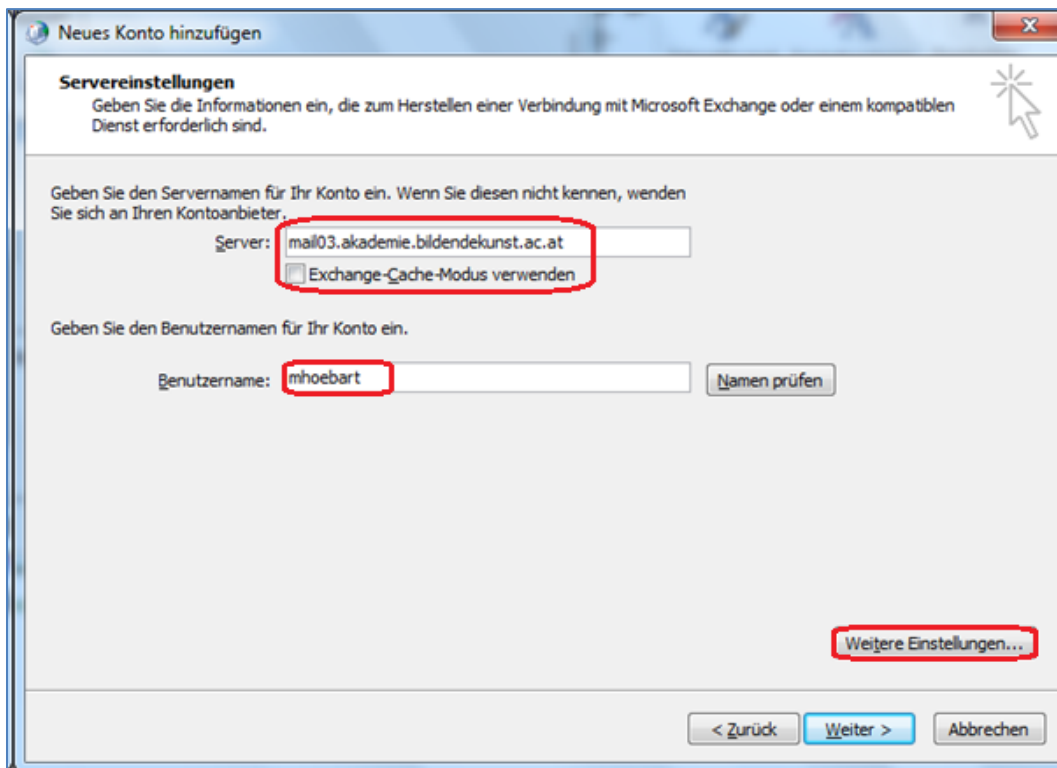 Neues Konto hinzufügen
Servereinstellungen
Geben Sie die Informationen ein, die zum Herstellen einer Verbindung mit Microsoft Exchange oder einem kompatiblen
Dienst erforderlich sind.
Geben Sie den Servernamen für Ihr Konto ein. Wenn Sie diesen nicht kennen, wenden
Sie sich an Ihren Kontoanbieter.
Server: mail03.akademie.bildendekunst.ac.at
Exchange-Cache-Modus verwenden
Geben Sie den Benutzernamen für Ihr Konto ein.
Benutzername: mhoebart Namen prüfen
Weitere Einstellungen...
< Zurück Weiter > Abbrechen